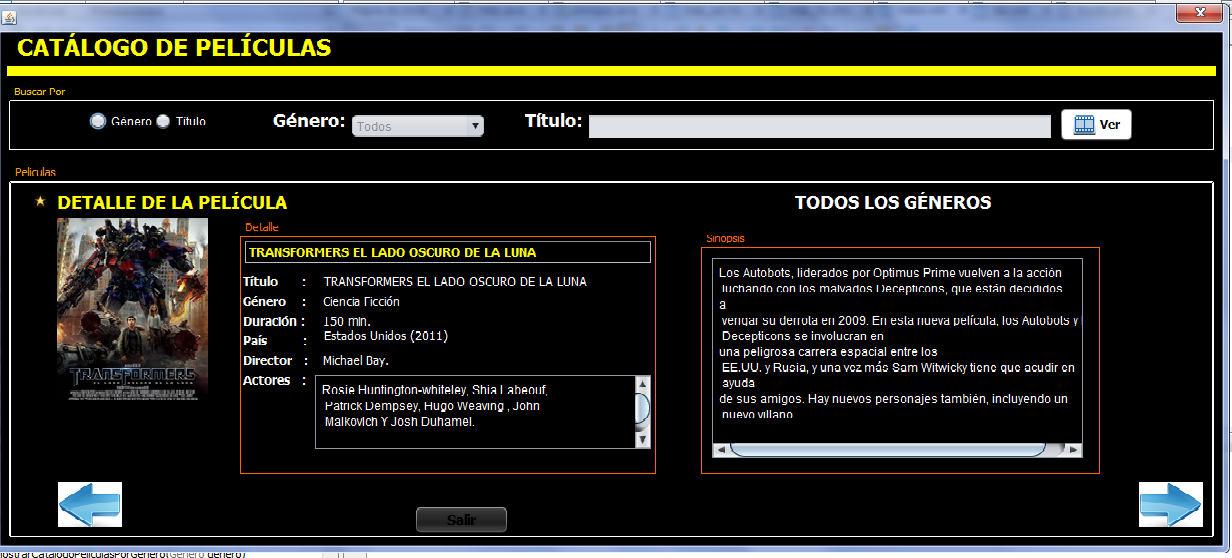 CATÁLOGO DE PELÍCULAS
Buscar Por
Género Título Género: Todos Título: Ver
Películas
DETALLE DE LA PELÍCULA
TODOS LOS GÉNEROS
TRANSFORMERS
Detalle
TRANSFORMERS EL LADO OSCURO DE LA LUNA
Título : TRANSFORMERS EL LADO OSCURO DE LA LUNA
Género : Ciencia Ficción
Duración : 150 min.
País : Estados Unidos (2011)
Director : Michael Bay.
Actores : Rosie Huntington-whiteley, Shia Labeouf,
Patrick Dempsey, Hugo Weaving , John
Malkovich Y Josh Duhamel.
Sinopsis
Los Autobots, liderados por Optimus Prime vuelven a la acción
luchando con los malvados Decepticons, que están decididos
a
vengar su derrota en 2009. En esta nueva película, los Autobots y l
Decepticons se involucran en
una peligrosa carrera espacial entre los
EE.UU. y Rusia, y una vez más Sam Witwicky tiene que acudir en
ayuda
de sus amigos. Hay nuevos personajes también, incluyendo un
nuevo villano
Salir
ostrarCatalogoPeliculasPorGenero(Genero genero)